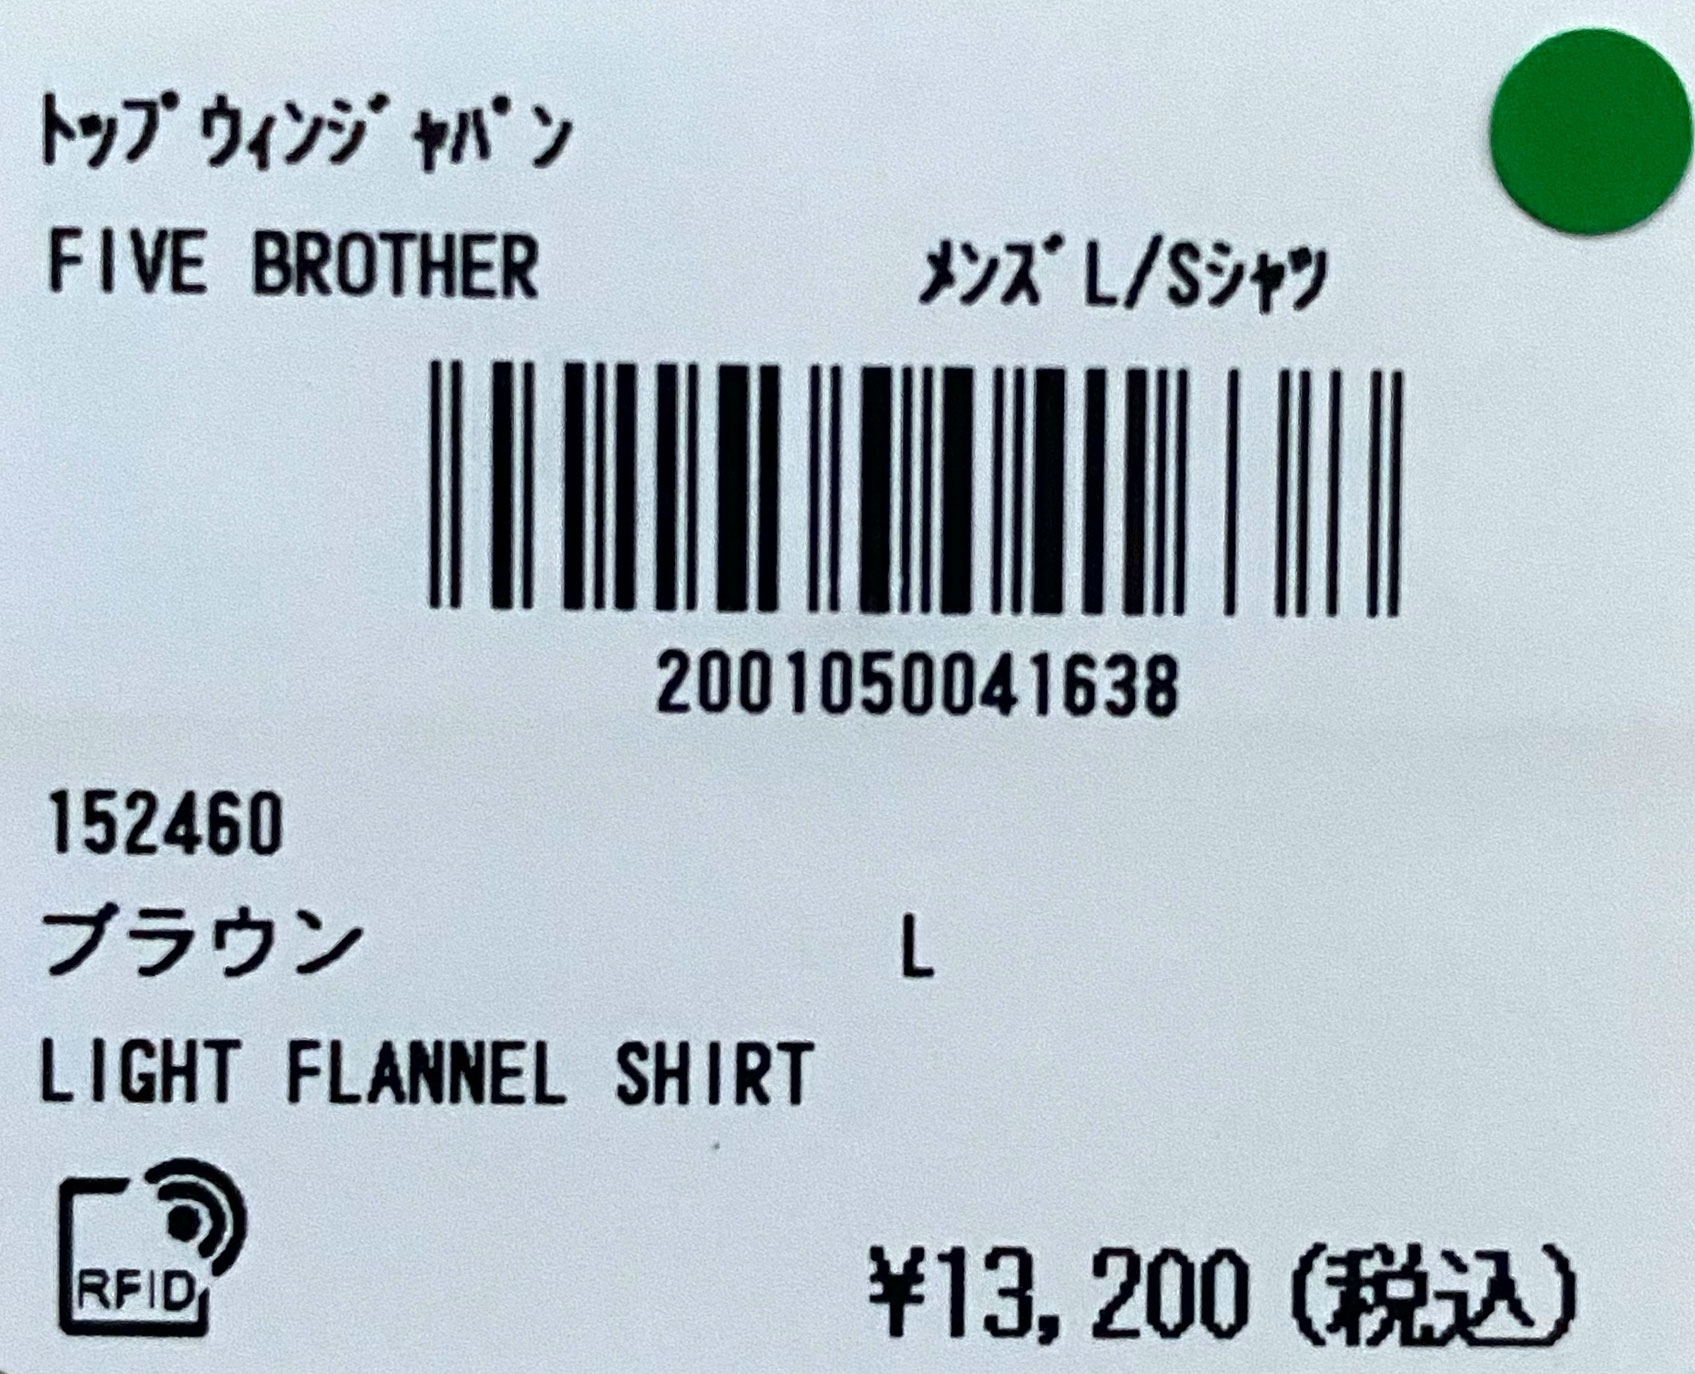 ﾄｯﾌﾟｳｨﾝｼﾞｬﾊﾟﾝ
FIVE BROTHER ﾒﾝｽﾞL/Sｼｬﾂ
2001050041638
152460
ブラウン L
LIGHT FLANNEL SHIRT
RFID
¥13,200(税込)